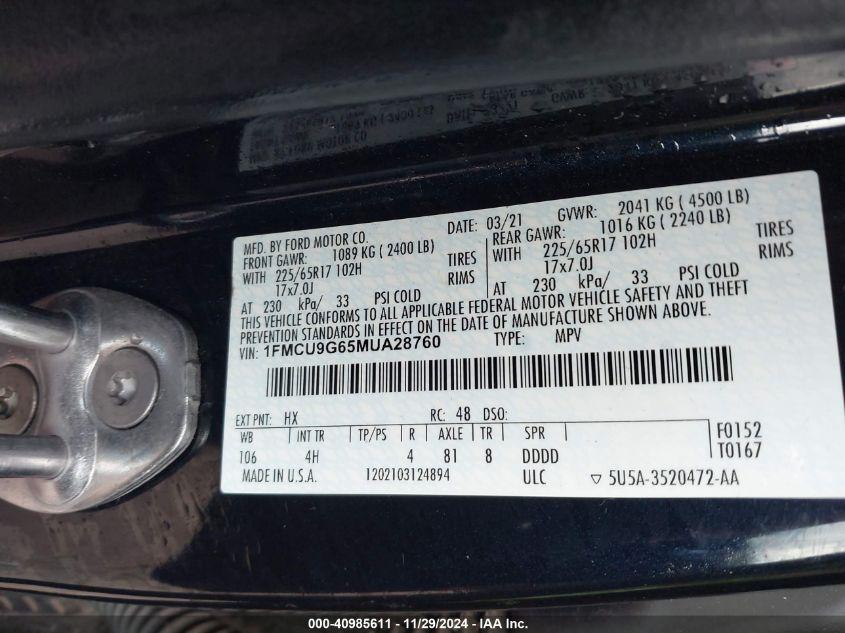 MFD. BY FORD MOTOR CO. DATE: 03/21 GVWR: 2041 KG ( 4500 LB)
FRONT GAWR: 1089 KG ( 2400 LB) REAR GAWR: 1016 KG ( 2240 LB)
WITH 225/65R17 102H TIRES WITH 225/65R17 102H TIRES
17x7.0J RIMS 17x7.0J RIMS
AT 230 kPa/ 33 PSI COLD AT 230 kPa/ 33 PSI COLD
THIS VEHICLE CONFORMS TO ALL APPLICABLE FEDERAL MOTOR VEHICLE SAFETY AND THEFT
PREVENTION STANDARDS IN EFFECT ON THE DATE OF MANUFACTURE SHOWN ABOVE.
VIN: 1FMCU9G65MUA28760 TYPE: MPV
EXT PNT: HX RC: 48 DSO:
WB INT TR TP/PS R AXLE TR SPR F0152
106 4H 4 81 8 DDDD T0167
MADE IN U.S.A. 1202103124894 ULC ▽ 5U5A-3520472-AA
000-40985611 - 11/29/2024 - IAA Inc.